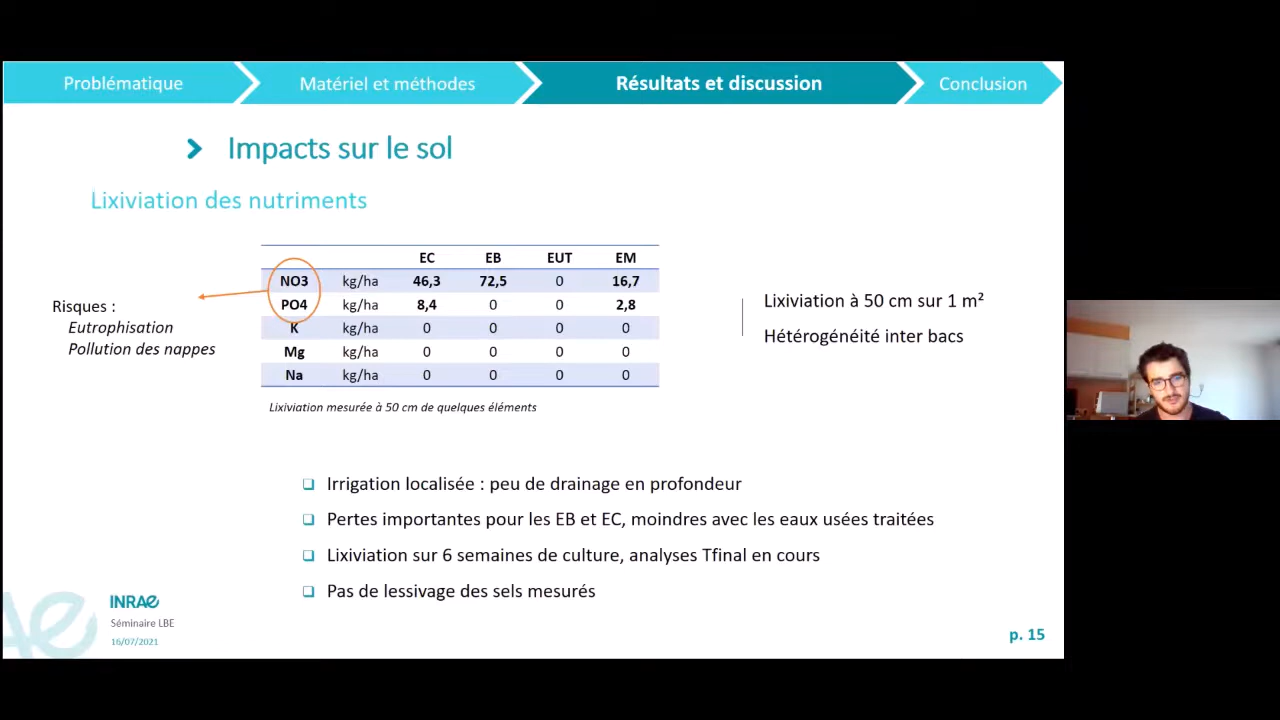 Problématique
Matériel et méthodes
Résultats et discussion
Conclusion
Impacts sur le sol
Lixiviation des nutriments
EC EB EUT EM
NO3 kg/ha 46,3 72,5 0 16,7
PO4 kg/ha 8,4 0 0 2,8
K kg/ha 0 0 0 0
Mg kg/ha 0 0 0 0
Na kg/ha 0 0 0 0
Lixiviation mesurée à 50 cm de quelques éléments
Risques :
Eutrophisation
Pollution des nappes
Lixiviation à 50 cm sur 1 m²
Hétérogénéité inter bacs
Irrigation localisée : peu de drainage en profondeur
Pertes importantes pour les EB et EC, moindres avec les eaux usées traitées
Lixiviation sur 6 semaines de culture, analyses Tfinal en cours
Pas de lessivage des sels mesurés
INRAE
Séminaire LBE
16/07/2021
p. 15